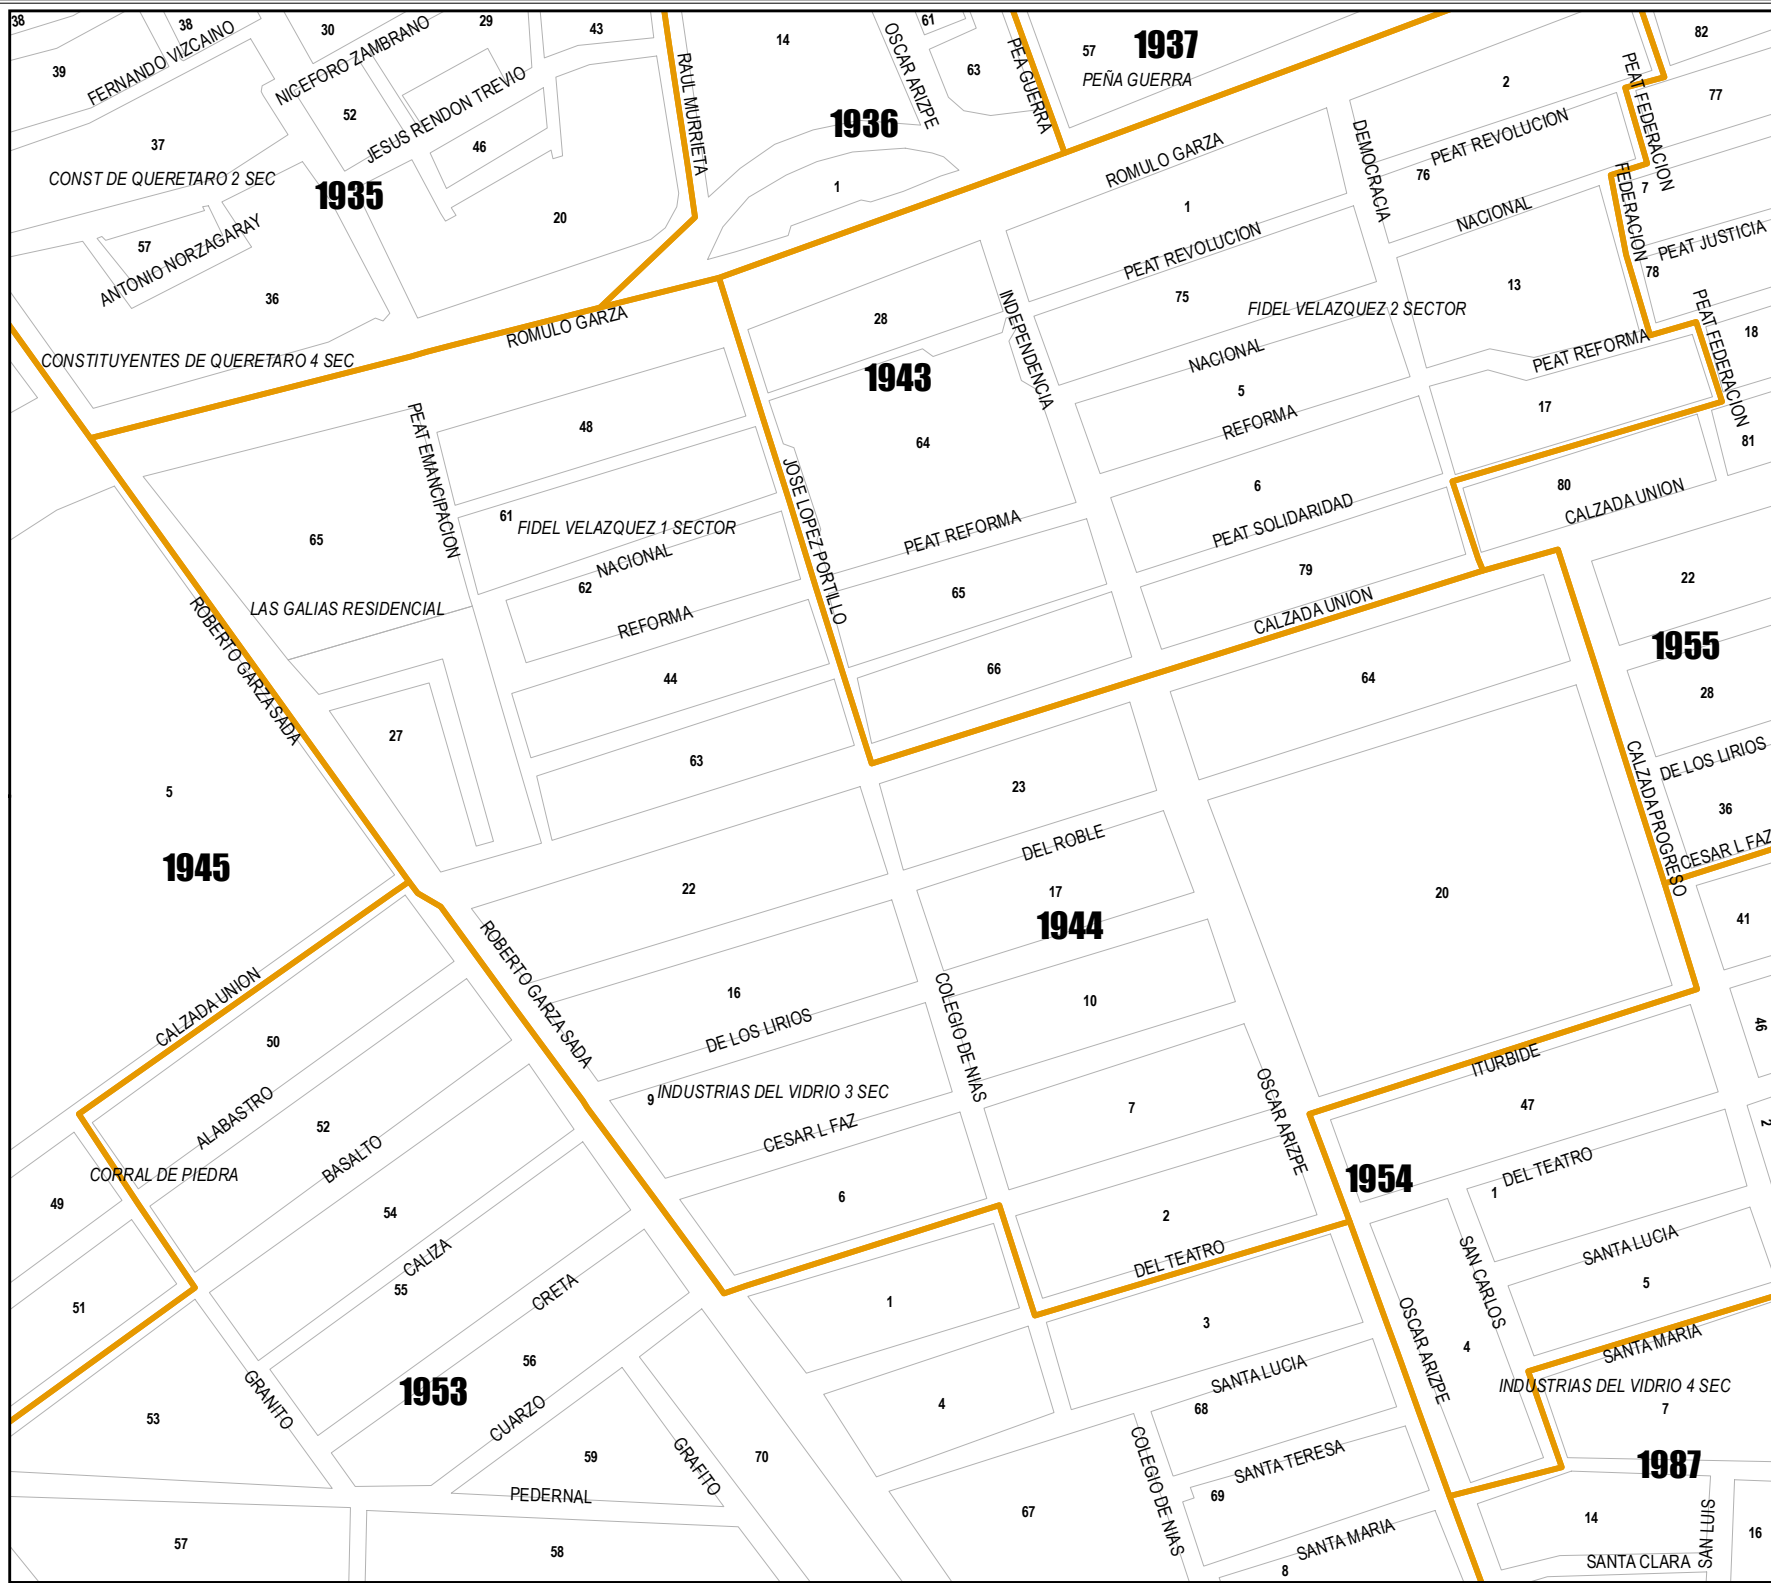 38
38
30
29
43
14
61
82
FERNANDO VIZCAINO
NICEFORO ZAMBRANO
OSCAR ARIZPE
PEA GUERRA
57
1937
PEÑA GUERRA
39
63
2
PEAT FEDERACION
77
RAUL MURRIETA
JESUS RENDON TREVIO
52
1936
DEMOCRACIA
PEAT REVOLUCION
37
46
CONST DE QUERETARO 2 SEC
1935
1
ROMULO GARZA
76
7
FEDERACION
20
1
NACIONAL
57
ANTONIO NORZAGARAY
PEAT REVOLUCION
PEAT JUSTICIA
78
36
75
13
INDEPENDENCIA
FIDEL VELAZQUEZ 2 SECTOR
PEAT FEDERACION
28
ROMULO GARZA
18
CONSTITUYENTES DE QUERETARO 4 SEC
NACIONAL
PEAT REFORMA
1943
5
17
PEAT EMANCIPACION
48
REFORMA
64
81
JOSE LOPEZ PORTILLO
61
FIDEL VELAZQUEZ 1 SECTOR
6
80
CALZADA UNION
65
PEAT REFORMA
PEAT SOLIDARIDAD
NACIONAL
62
79
22
LAS GALIAS RESIDENCIAL
65
CALZADA UNION
REFORMA
ROBERTO GARZA SADA
1955
44
66
64
28
27
63
CALZADA PROGRESO
DE LOS LIRIOS
5
23
36
DEL ROBLE
CESAR L FAZ
1945
22
17
20
1944
41
ROBERTO GARZA SADA
CALZADA UNION
16
COLEGIO DE NIAS
10
DE LOS LIRIOS
46
50
ITURBIDE
9
INDUSTRIAS DEL VIDRIO 3 SEC
OSCAR ARIZPE
ALABASTRO
52
7
47
2
CESAR L FAZ
BASALTO
CORRAL DE PIEDRA
DEL TEATRO
1954
49
6
1
54
2
SANTA LUCIA
CALIZA
DEL TEATRO
SAN CARLOS
55
CRETA
5
51
1
3
OSCAR ARIZPE
4
SANTA MARIA
56
SANTA LUCIA
GRANITO
1953
INDUSTRIAS DEL VIDRIO 4 SEC
4
68
7
53
CUARZO
COLEGIO DE NIAS
59
GRAFITO
70
SANTA TERESA
1987
PEDERNAL
69
67
14
SAN LUIS
16
57
58
SANTA MARIA
SANTA CLARA
8